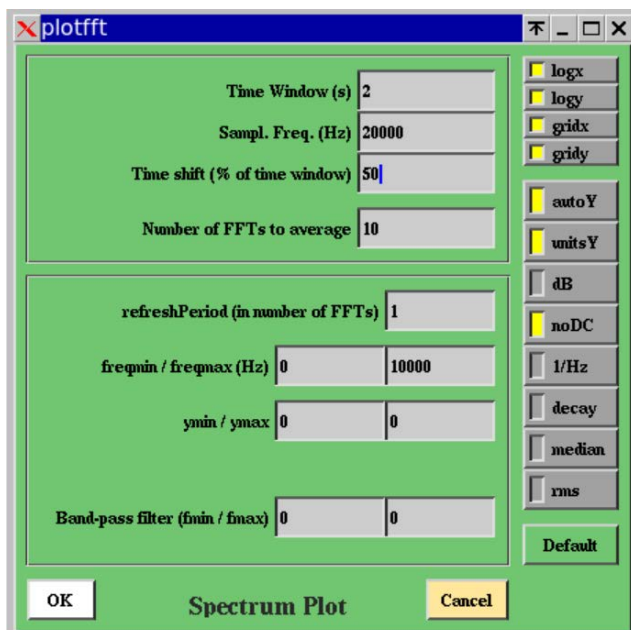 plotfft
Time Window (s) 2
Sampl. Freq. (Hz) 20000
Time shift (% of time window) 50
Number of FFTs to average 10
refreshPeriod (in number of FFTs) 1
freqmin / freqmax (Hz) 0 10000
ymin / ymax 0 0
Band-pass filter (fmin / fmax) 0 0
logx
logy
gridx
gridy
autoY
unitsY
dB
noDC
1/Hz
decay
median
rms
Default
OK Spectrum Plot Cancel